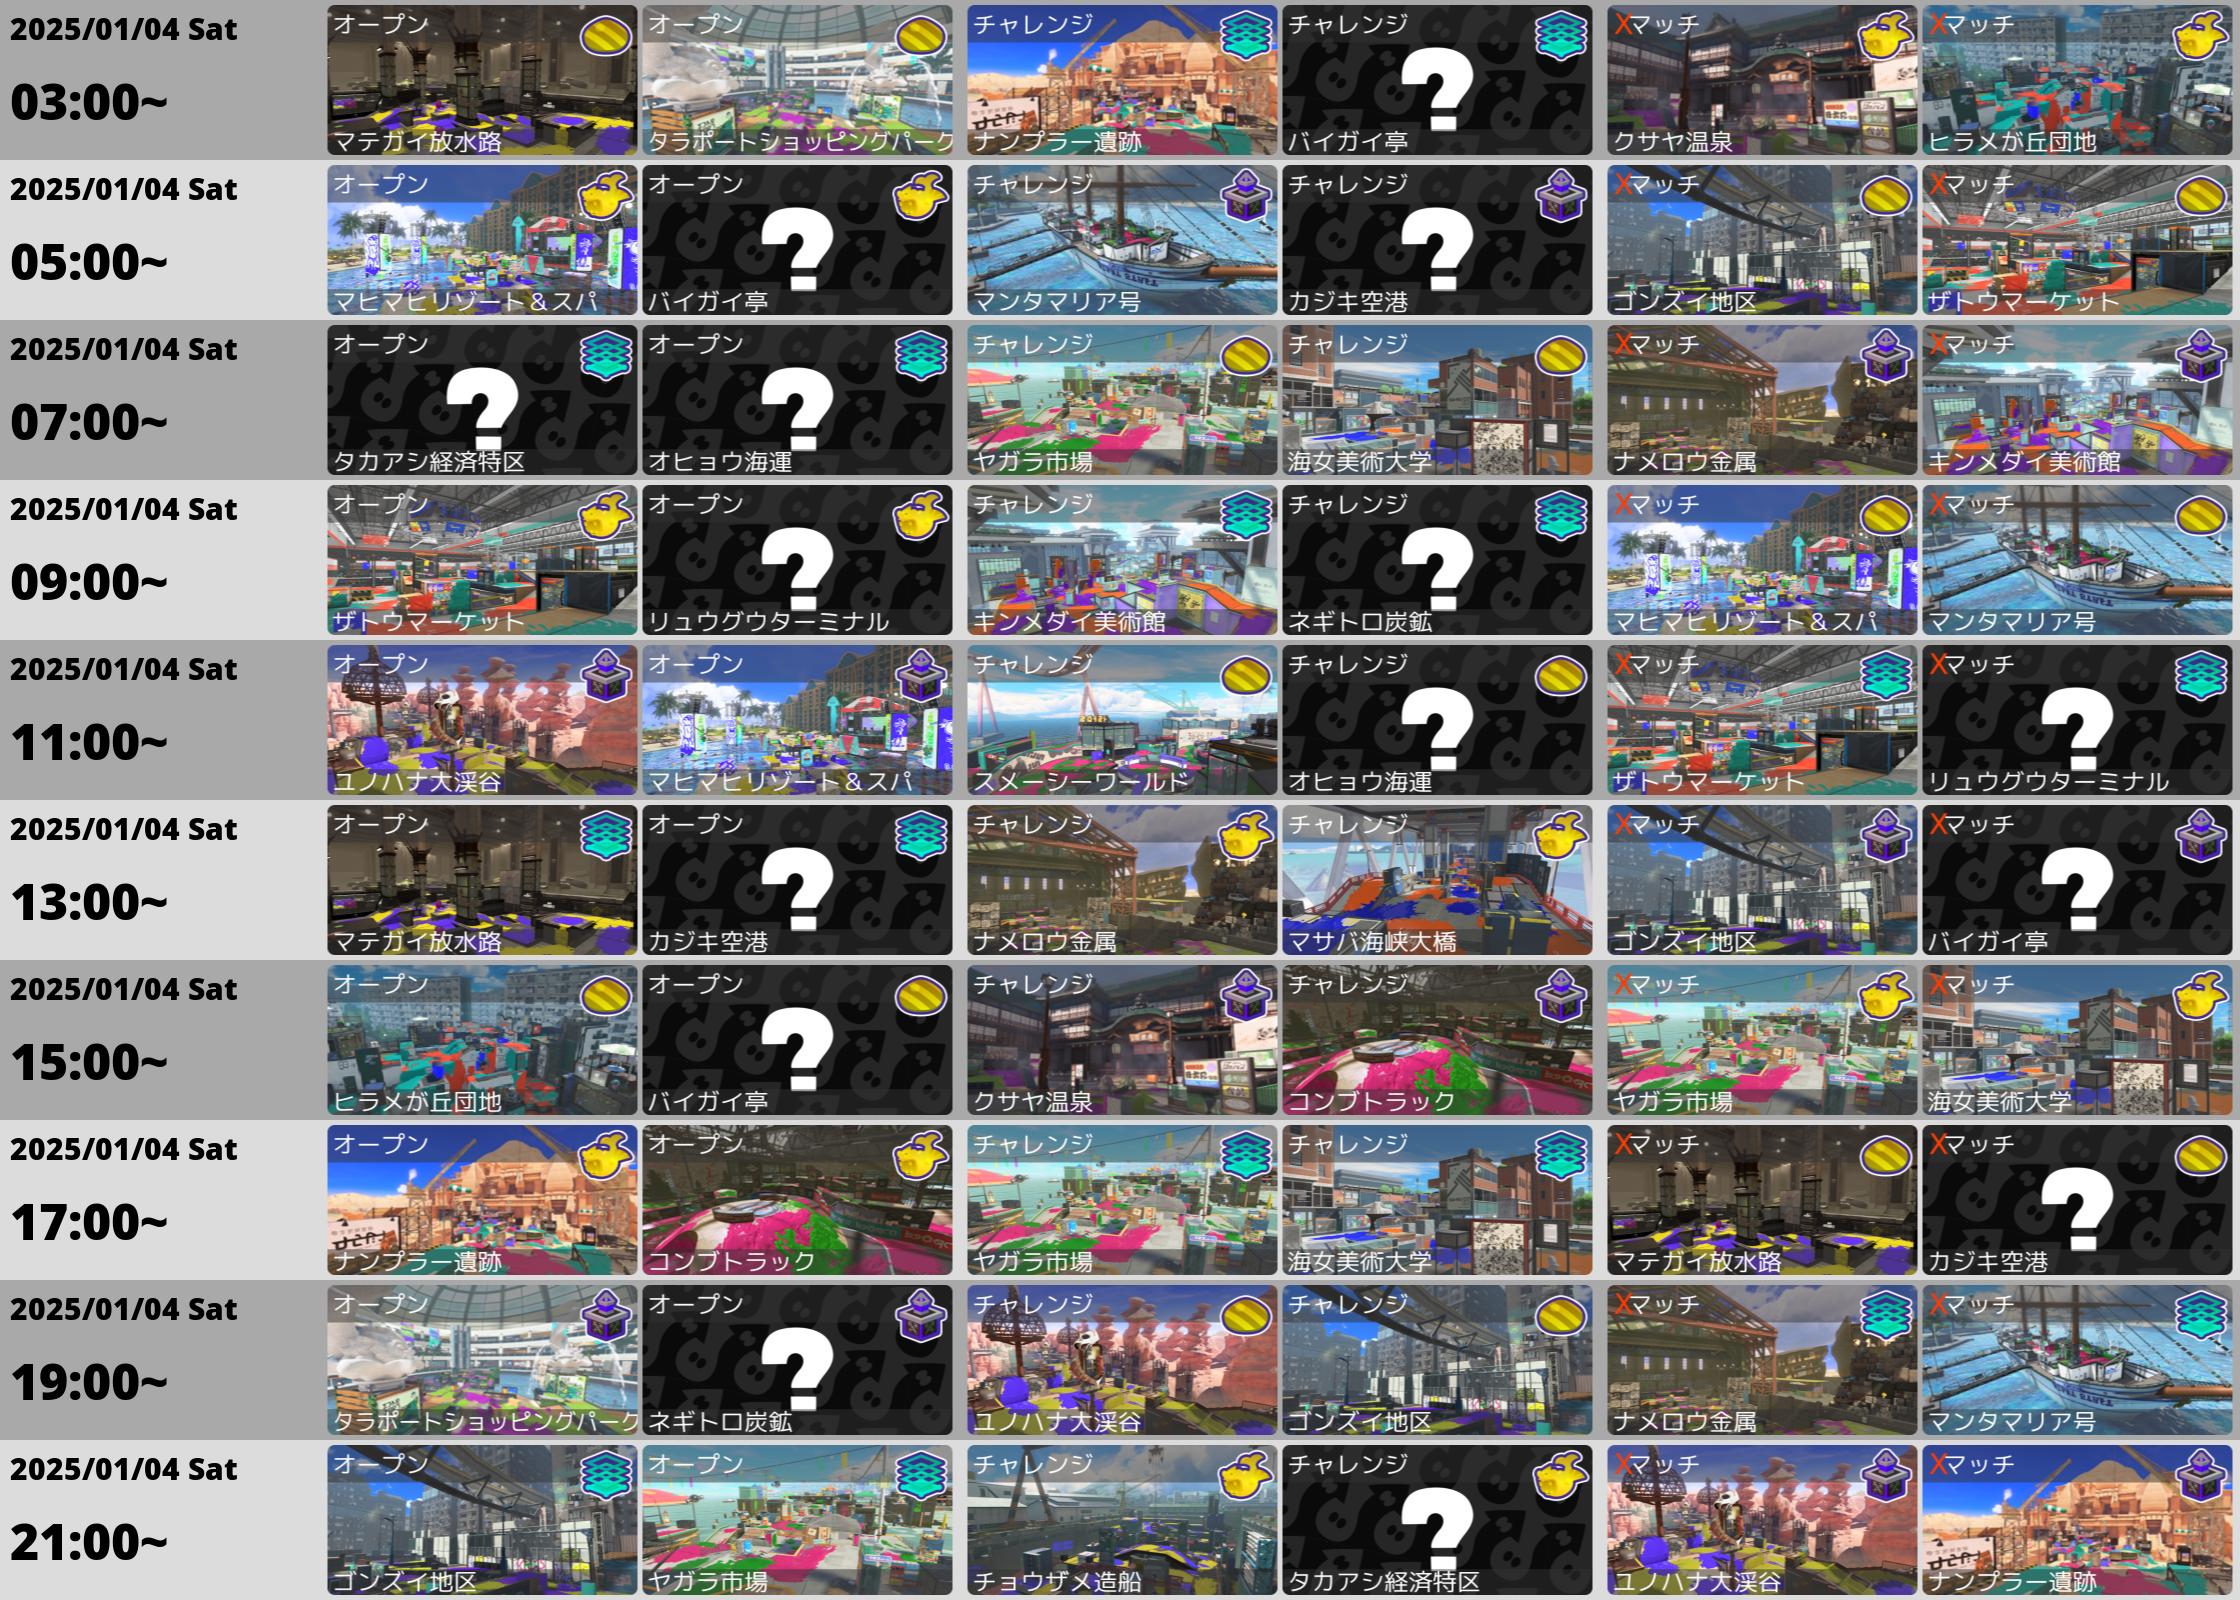 2025/01/04 Sat
03:00~
オープン
マテガイ放水路
オープン
タラポートショッピングパーク
チャレンジ
ナンプラー遺跡
チャレンジ
?
バイガイ亭
Xマッチ
クサヤ温泉
Xマッチ
ヒラメが丘団地
2025/01/04 Sat
05:00~
オープン
マヒマヒリゾート＆スパ
オープン
?
バイガイ亭
チャレンジ
マンタマリア号
チャレンジ
?
カジキ空港
Xマッチ
ゴンズイ地区
Xマッチ
ザトウマーケット
2025/01/04 Sat
07:00~
オープン
?
タカアシ経済特区
オープン
?
オヒョウ海運
チャレンジ
ヤガラ市場
チャレンジ
海女美術大学
Xマッチ
ナメロウ金属
Xマッチ
キンメダイ美術館
2025/01/04 Sat
09:00~
オープン
ザトウマーケット
オープン
?
リュウグウターミナル
チャレンジ
キンメダイ美術館
チャレンジ
?
ネギトロ炭鉱
Xマッチ
マヒマヒリゾート＆スパ
Xマッチ
マンタマリア号
2025/01/04 Sat
11:00~
オープン
ユノハナ大渓谷
オープン
マヒマヒリゾート＆スパ
チャレンジ
スメーシーワールド
チャレンジ
?
オヒョウ海運
Xマッチ
ザトウマーケット
Xマッチ
?
リュウグウターミナル
2025/01/04 Sat
13:00~
オープン
マテガイ放水路
オープン
?
カジキ空港
チャレンジ
ナメロウ金属
チャレンジ
マサバ海峡大橋
Xマッチ
ゴンズイ地区
Xマッチ
?
バイガイ亭
2025/01/04 Sat
15:00~
オープン
ヒラメが丘団地
オープン
?
バイガイ亭
チャレンジ
クサヤ温泉
チャレンジ
コンブトラック
Xマッチ
ヤガラ市場
Xマッチ
海女美術大学
2025/01/04 Sat
17:00~
オープン
ナンプラー遺跡
オープン
コンブトラック
チャレンジ
ヤガラ市場
チャレンジ
海女美術大学
Xマッチ
マテガイ放水路
Xマッチ
?
カジキ空港
2025/01/04 Sat
19:00~
オープン
タラポートショッピングパーク
オープン
?
ネギトロ炭鉱
チャレンジ
ユノハナ大渓谷
チャレンジ
ゴンズイ地区
Xマッチ
ナメロウ金属
Xマッチ
マンタマリア号
2025/01/04 Sat
21:00~
オープン
ゴンズイ地区
オープン
ヤガラ市場
チャレンジ
チョウザメ造船
チャレンジ
?
タカアシ経済特区
Xマッチ
ユノハナ大渓谷
Xマッチ
ナンプラー遺跡